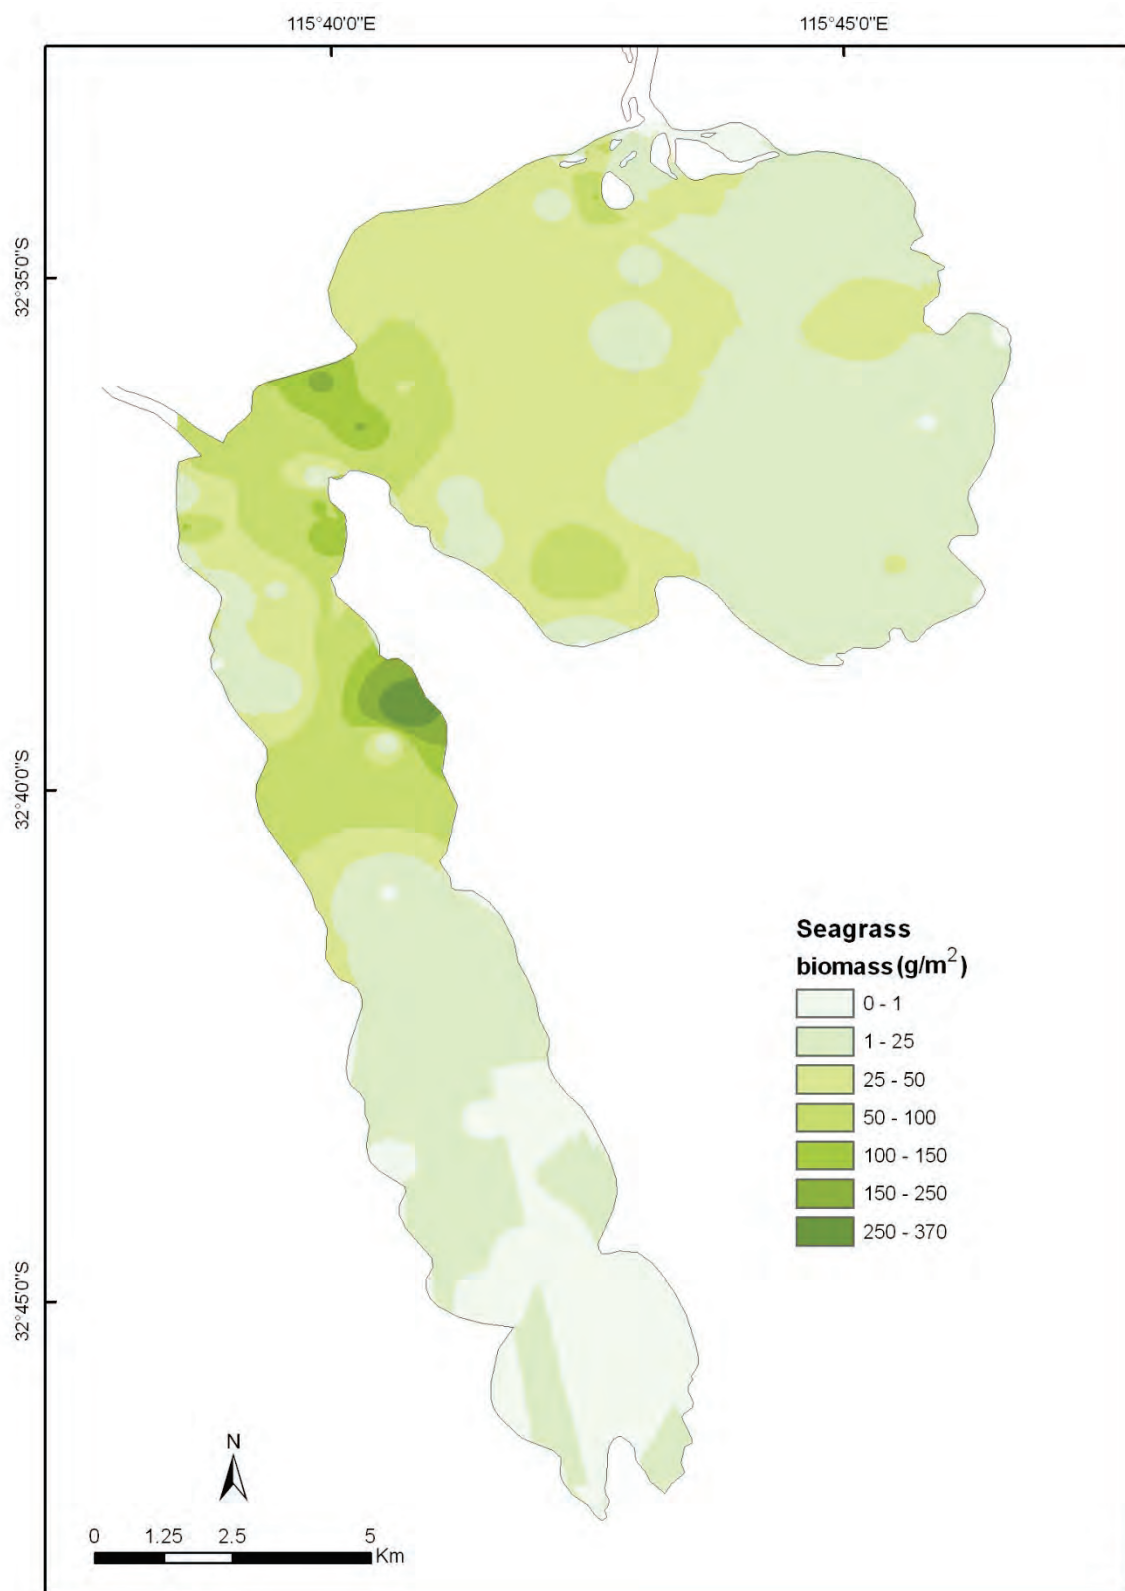 115°40'0"E
115°45'0"E
32°35'0"S
32°40'0"S
32°45'0"S
Seagrass
biomass (g/m²)
0 - 1
1 - 25
25 - 50
50 - 100
100 - 150
150 - 250
250 - 370
N
0 1.25 2.5 5
Km